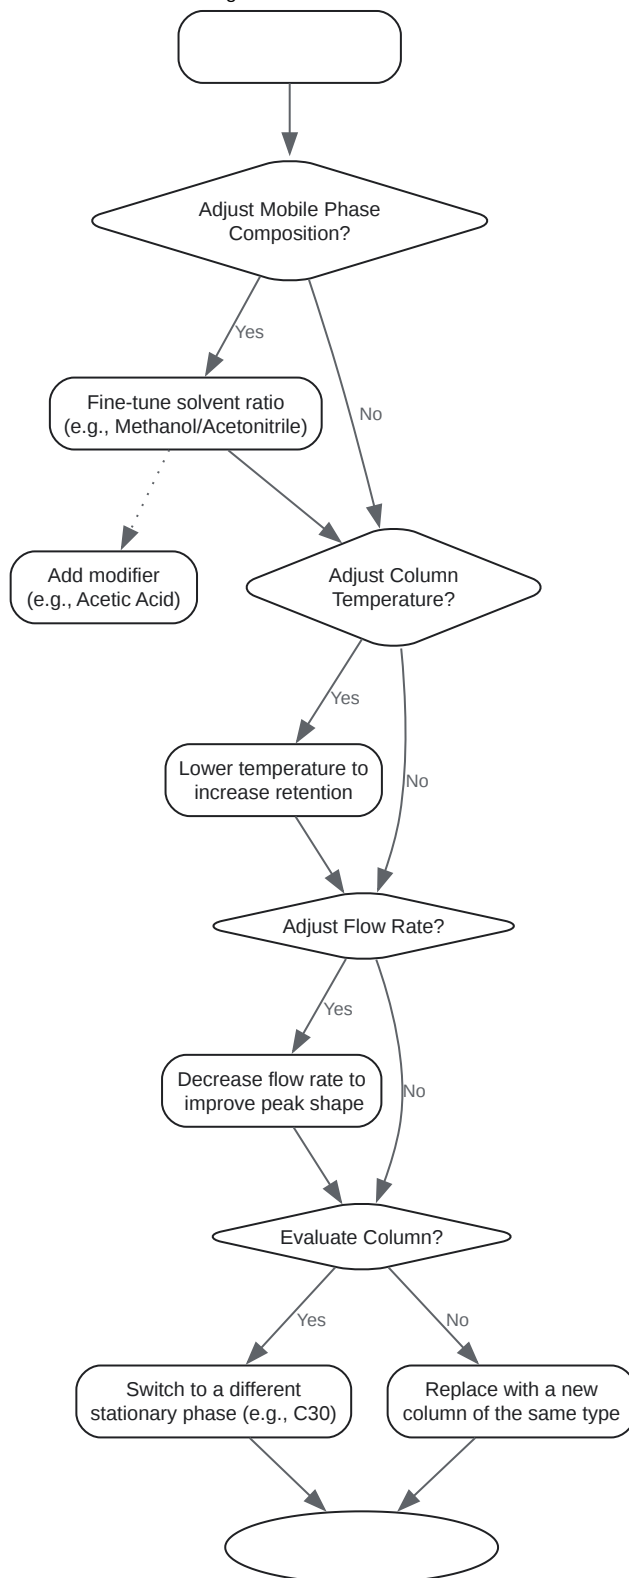 Adjust Mobile Phase
Composition?
Yes
Fine-tune solvent ratio
(e.g., Methanol/Acetonitrile)
No
Add modifier
(e.g., Acetic Acid)
Adjust Column
Temperature?
Yes
Lower temperature to
increase retention
No
Adjust Flow Rate?
Yes
Decrease flow rate to
improve peak shape
No
Evaluate Column?
Yes
No
Switch to a different
stationary phase (e.g., C30)
Replace with a new
column of the same type